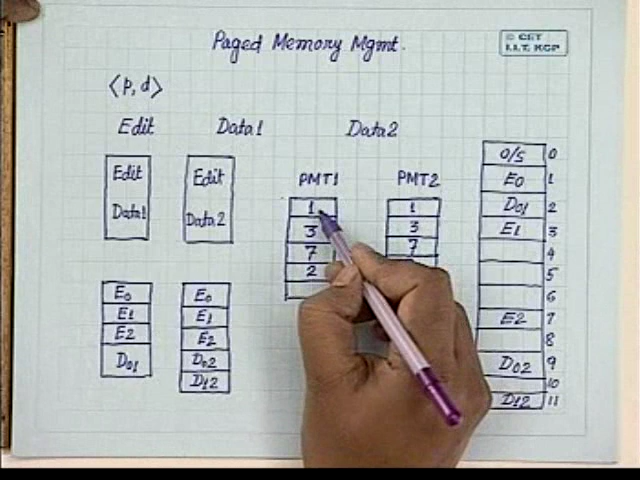 Paged Memory Mgmt.
© CET
I.I.T. KGP
<P, d>
Edit Data1 Data2
Edit
Data1
Edit
Data2
E0
E1
E2
D01
E0
E1
E2
D02
D12
PMT1
1
3
7
2
PMT2
1
3
7
O/S 0
E0 1
D01 2
E1 3
4
5
6
E2 7
8
D02 9
10
D12 11